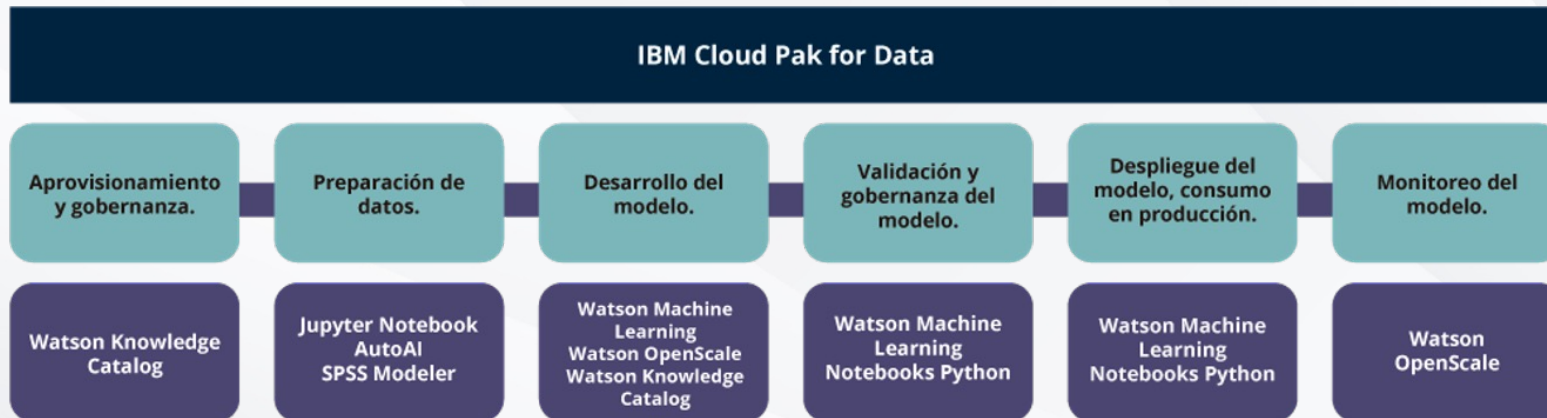 IBM Cloud Pak for Data
Aprovisionamiento
y gobernanza.
Preparación de
datos.
Desarrollo del
modelo.
Validación y
gobernanza del
modelo.
Despliegue del
modelo, consumo
en producción.
Monitoreo del
modelo.
Watson Knowledge
Catalog
Jupyter Notebook
AutoAI
SPSS Modeler
Watson Machine
Learning
Watson OpenScale
Watson Knowledge
Catalog
Watson Machine
Learning
Notebooks Python
Watson Machine
Learning
Notebooks Python
Watson
OpenScale